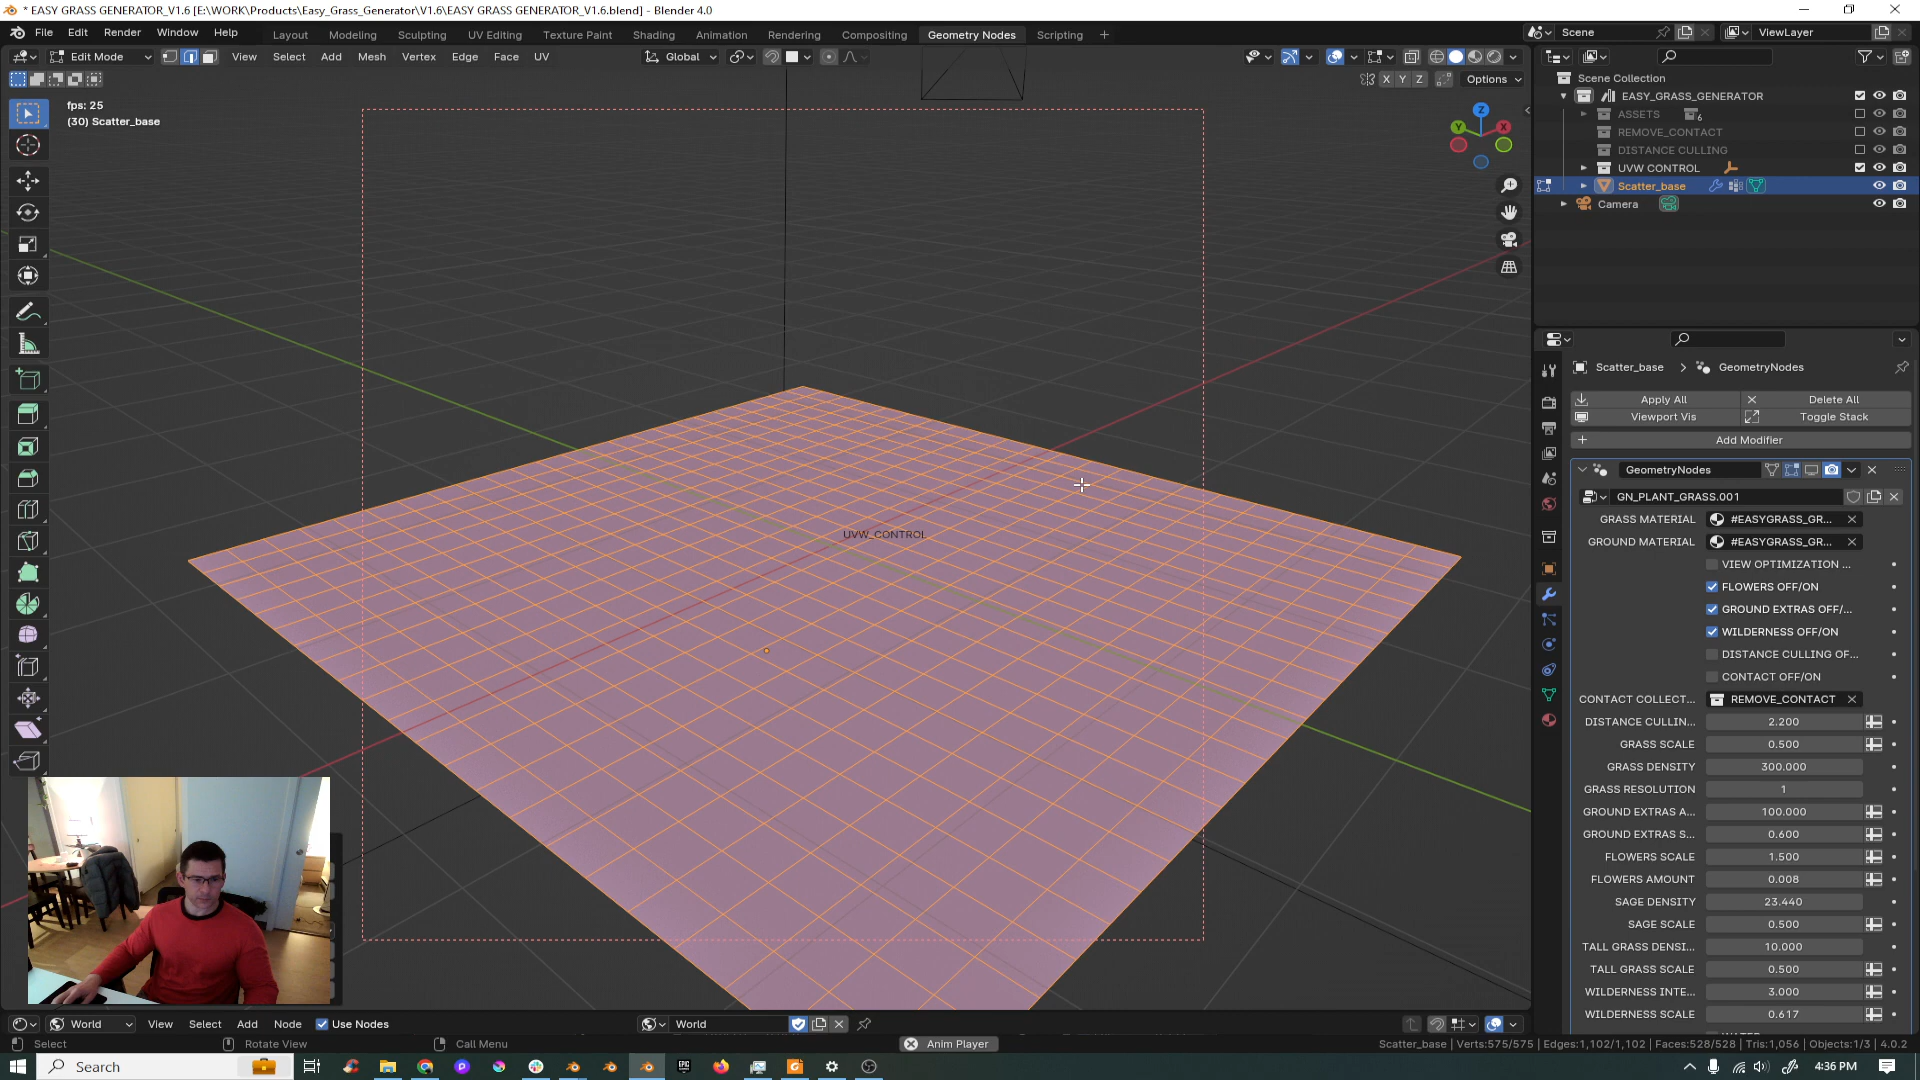 * EASY GRASS GENERATOR_V1.6 [E:\WORK\Products\Easy_Grass_Generator\V1.6\EASY GRASS GENERATOR_V1.6.blend] - Blender 4.0
File Edit Render Window Help Layout Modeling Sculpting UV Editing Texture Paint Shading Animation Rendering Compositing Geometry Nodes Scripting + Scene ViewLayer
Edit Mode View Select Add Mesh Vertex Edge Face UV Global
X Y Z Options
Scene Collection
EASY_GRASS_GENERATOR
ASSETS 6
REMOVE_CONTACT
DISTANCE CULLING
UVW CONTROL
Scatter_base
Camera
fps: 25
(30) Scatter_base
Z
Y X
UVW_CONTROL
Scatter_base > GeometryNodes
Apply All Delete All
Viewport Vis Toggle Stack
Add Modifier
GeometryNodes
GN_PLANT_GRASS.001
GRASS MATERIAL #EASYGRASS_GR...
GROUND MATERIAL #EASYGRASS_GR...
VIEW OPTIMIZATION ...
FLOWERS OFF/ON
GROUND EXTRAS OFF/...
WILDERNESS OFF/ON
DISTANCE CULLING OF...
CONTACT OFF/ON
CONTACT COLLECT... REMOVE_CONTACT
DISTANCE CULLIN... 2.200
GRASS SCALE 0.500
GRASS DENSITY 300.000
GRASS RESOLUTION 1
GROUND EXTRAS A... 100.000
GROUND EXTRAS S... 0.600
FLOWERS SCALE 1.500
FLOWERS AMOUNT 0.008
SAGE DENSITY 23.440
SAGE SCALE 0.500
TALL GRASS DENSI... 10.000
TALL GRASS SCALE 0.500
WILDERNESS INTE... 3.000
WILDERNESS SCALE 0.617
World View Select Add Node Use Nodes World
Select Rotate View Call Menu Anim Player Scatter_base | Verts:575/575 | Edges:1,102/1,102 | Faces:528/528 | Tris:1,056 | Objects:1/3 | 4.0.2
Search 4:36 PM